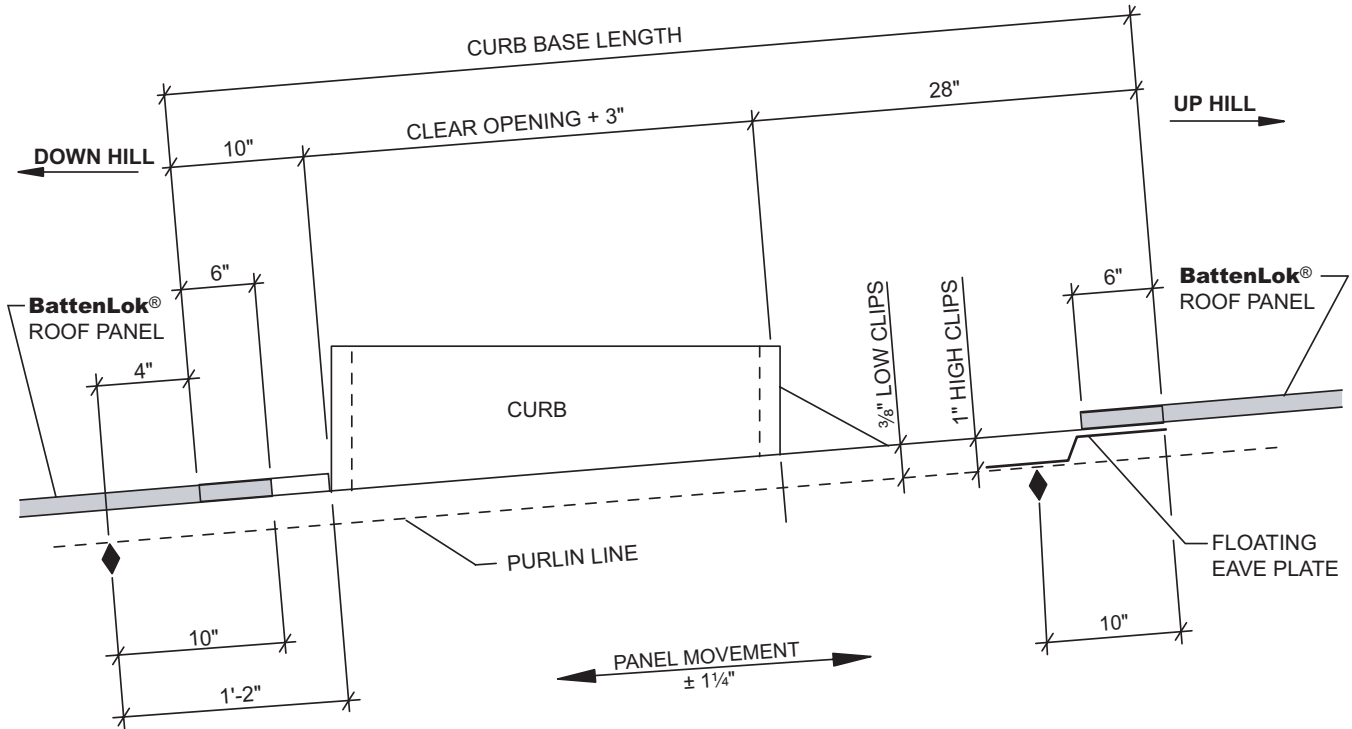 CURB BASE LENGTH
28"
UP HILL
CLEAR OPENING + 3"
10"
DOWN HILL
6"
BattenLok®
ROOF PANEL
4"
CURB
⅜" LOW CLIPS
1" HIGH CLIPS
6"
BattenLok®
ROOF PANEL
PURLIN LINE
FLOATING
EAVE PLATE
10"
10"
1'-2"
PANEL MOVEMENT
± 1¼"